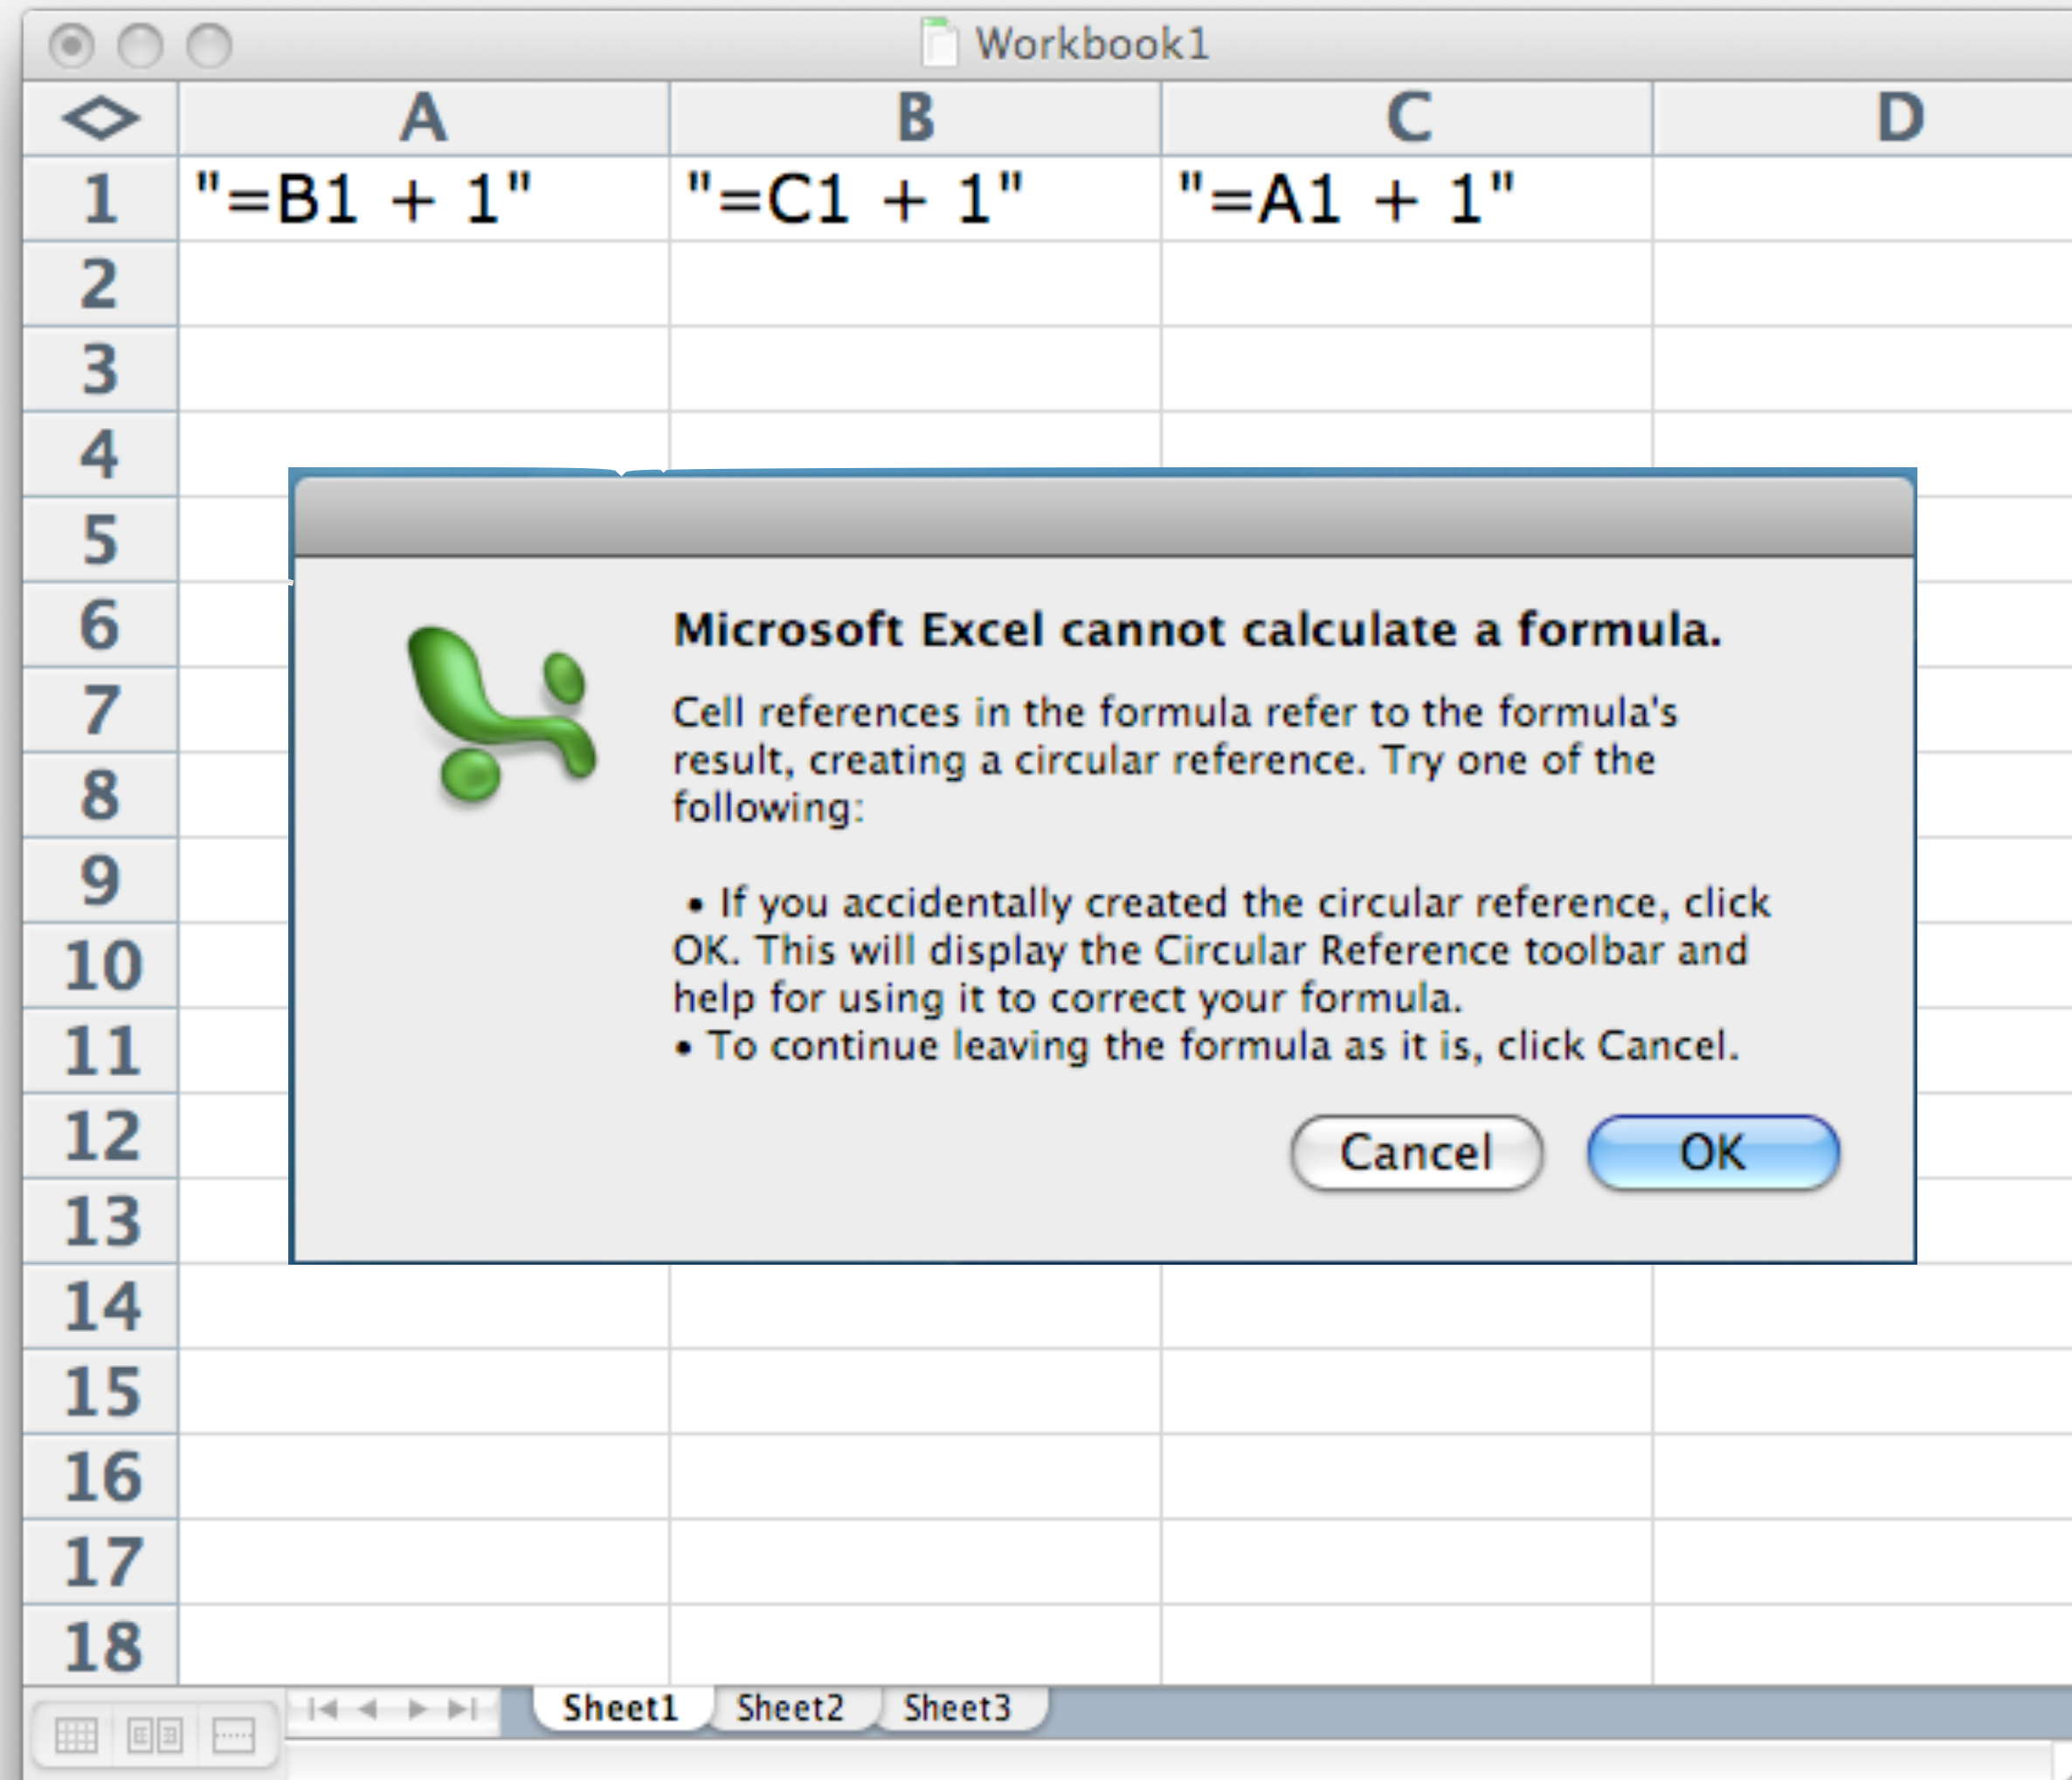 Workbook1
A B C D
1 "=B1 + 1" "=C1 + 1" "=A1 + 1"
2
3
4
5
6
7
8
9
10
11
12
13
14
15
16
17
18
Microsoft Excel cannot calculate a formula.
Cell references in the formula refer to the formula's
result, creating a circular reference. Try one of the
following:
• If you accidentally created the circular reference, click
OK. This will display the Circular Reference toolbar and
help for using it to correct your formula.
• To continue leaving the formula as it is, click Cancel.
Cancel OK
Sheet1 Sheet2 Sheet3